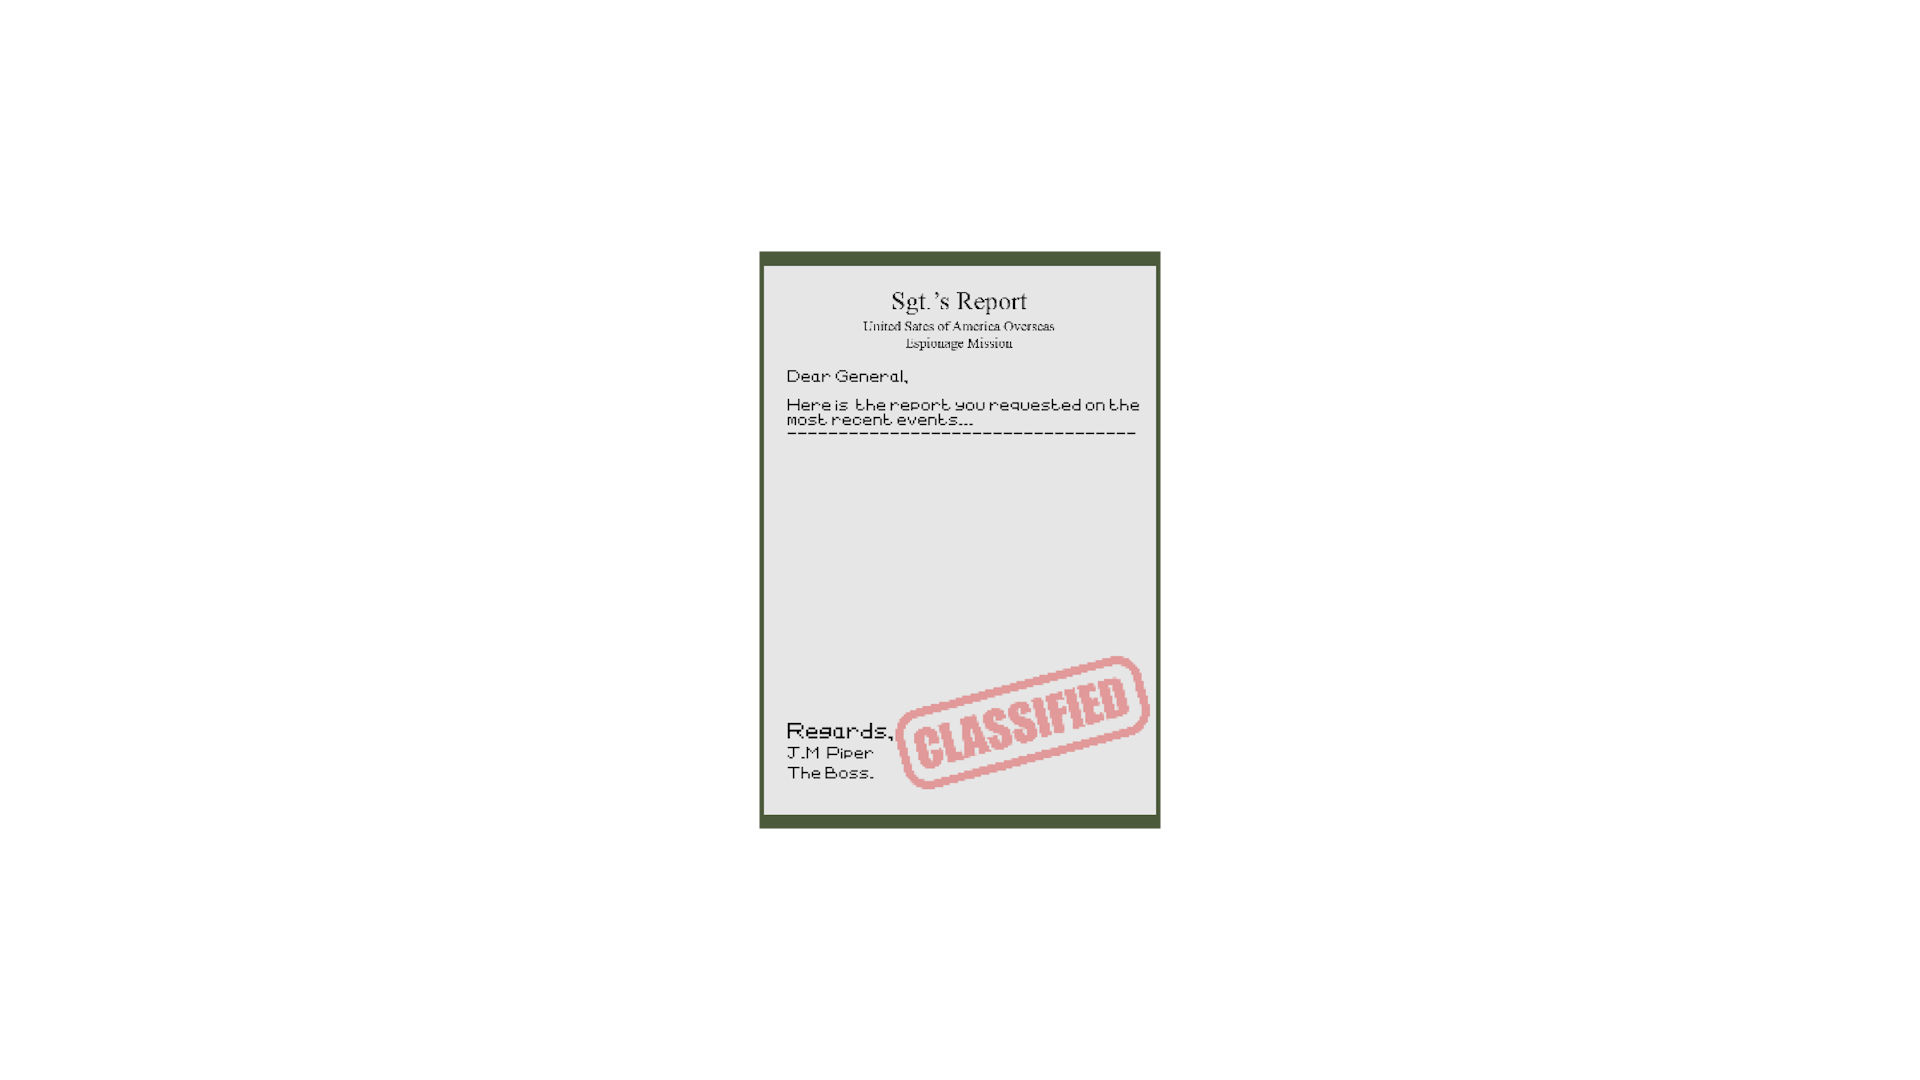 Sgt.'s Report
United Sates of America Overseas
Espionage Mission
Dear General,
Here is the report you requested on the
most recent events...
----------------------------------
Regards,
J.M Piper
The Boss.
CLASSIFIED